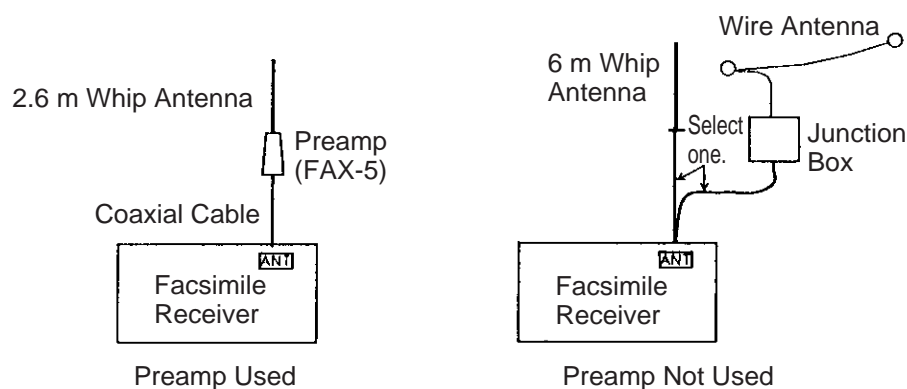 2.6 m Whip Antenna
Preamp
(FAX-5)
Coaxial Cable
ANT
Facsimile
Receiver
Preamp Used
Wire Antenna
6 m Whip
Antenna
Select
one.
Junction
Box
ANT
Facsimile
Receiver
Preamp Not Used